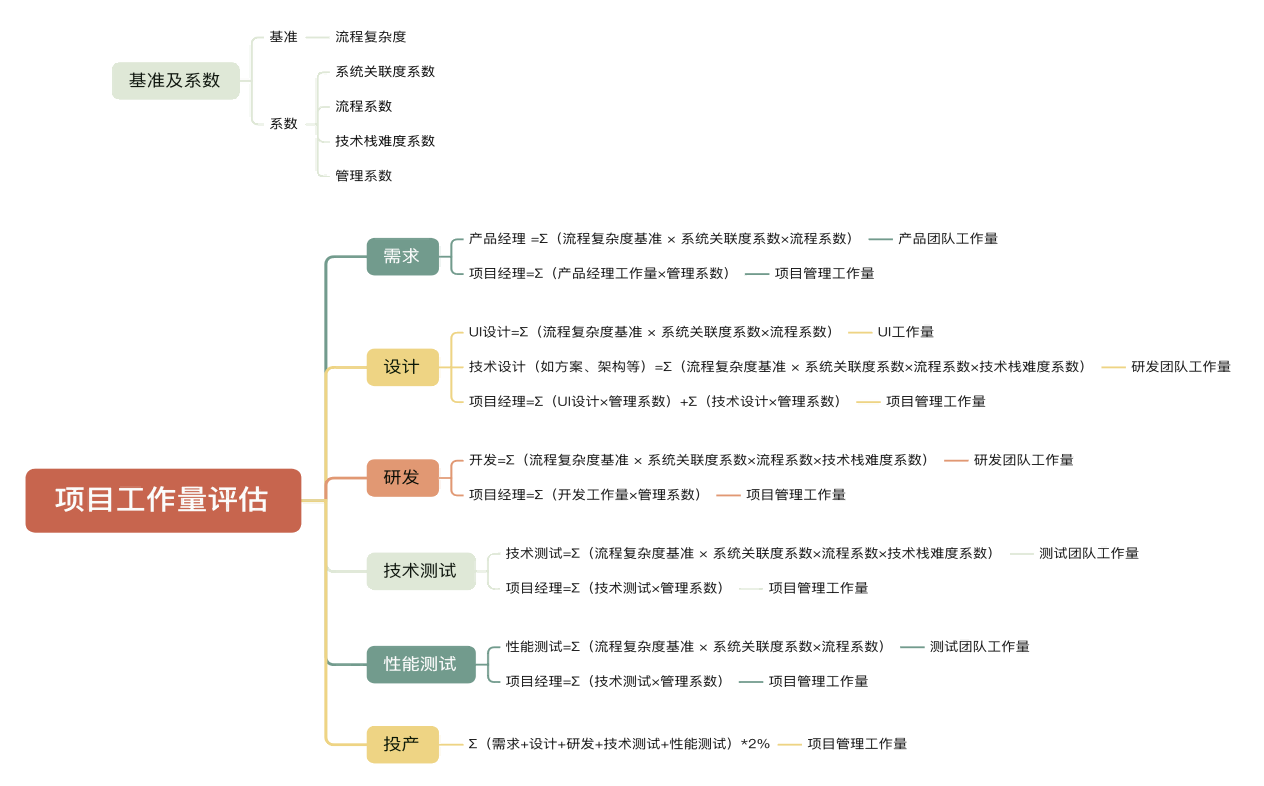 基准及系数
基准
流程复杂度
系数
系统关联度系数
流程系数
技术栈难度系数
管理系数
项目工作量评估
需求
产品经理 =Σ（流程复杂度基准 × 系统关联度系数×流程系数）
产品团队工作量
项目经理=Σ（产品经理工作量×管理系数）
项目管理工作量
设计
UI设计=Σ（流程复杂度基准 × 系统关联度系数×流程系数）
UI工作量
技术设计（如方案、架构等）=Σ（流程复杂度基准 × 系统关联度系数×流程系数×技术栈难度系数）
研发团队工作量
项目经理=Σ（UI设计×管理系数）+Σ（技术设计×管理系数）
项目管理工作量
研发
开发=Σ（流程复杂度基准 × 系统关联度系数×流程系数×技术栈难度系数）
研发团队工作量
项目经理=Σ（开发工作量×管理系数）
项目管理工作量
技术测试
技术测试=Σ（流程复杂度基准 × 系统关联度系数×流程系数×技术栈难度系数）
测试团队工作量
项目经理=Σ（技术测试×管理系数）
项目管理工作量
性能测试
性能测试=Σ（流程复杂度基准 × 系统关联度系数×流程系数）
测试团队工作量
项目经理=Σ（技术测试×管理系数）
项目管理工作量
投产
Σ（需求+设计+研发+技术测试+性能测试）*2%
项目管理工作量